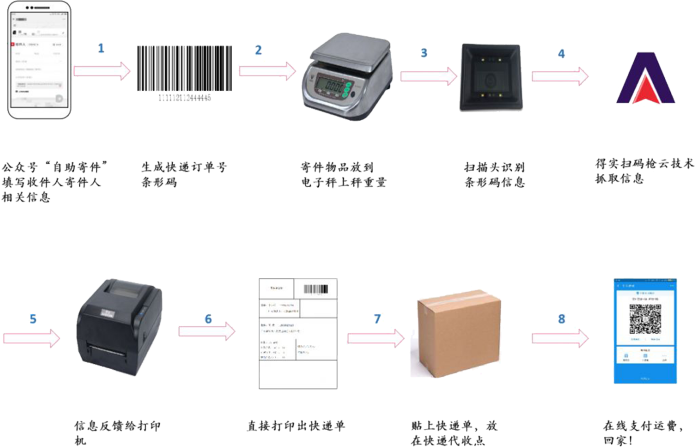 1
2
3
4
公众号“自助寄件”
填写收件人寄件人
相关信息
生成快递订单号
条形码
寄件物品放到
电子秤上秤重量
扫描头识别
条形码信息
得实扫码枪云技术
抓取信息
5
6
7
8
信息反馈给打印
机
直接打印出快递单
贴上快递单，放
在快递代收点
在线支付运费，
回家！